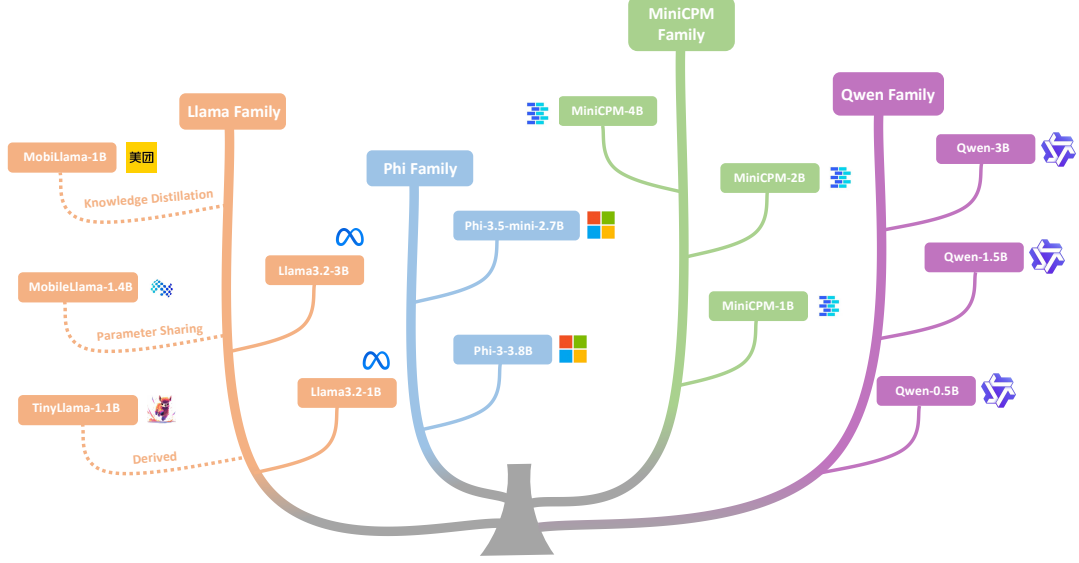 MiniCPM
Family
Llama Family
Qwen Family
MiniCPM-4B
MobiLlama-1B
美团
Phi Family
Qwen-3B
MiniCPM-2B
Knowledge Distillation
Phi-3.5-mini-2.7B
Llama3.2-3B
Qwen-1.5B
MobileLlama-1.4B
MiniCPM-1B
Parameter Sharing
Phi-3-3.8B
Llama3.2-1B
Qwen-0.5B
TinyLlama-1.1B
Derived